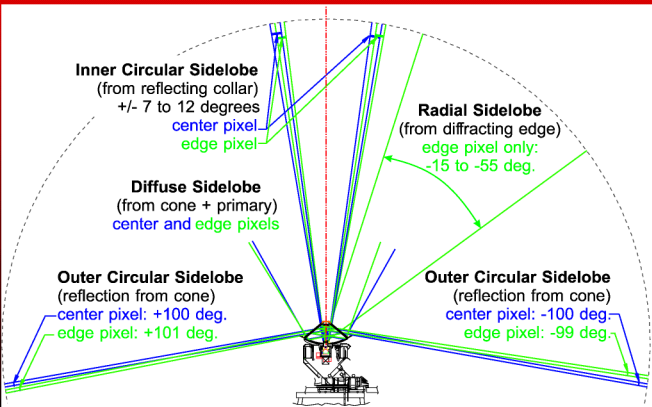 Inner Circular Sidelobe
(from reflecting collar)
+/- 7 to 12 degrees
center pixel
edge pixel
Radial Sidelobe
(from diffracting edge)
edge pixel only:
-15 to -55 deg.
Diffuse Sidelobe
(from cone + primary)
center and edge pixels
Outer Circular Sidelobe
(reflection from cone)
center pixel: +100 deg.
edge pixel: +101 deg.
Outer Circular Sidelobe
(reflection from cone)
center pixel: -100 deg.
edge pixel: -99 deg.